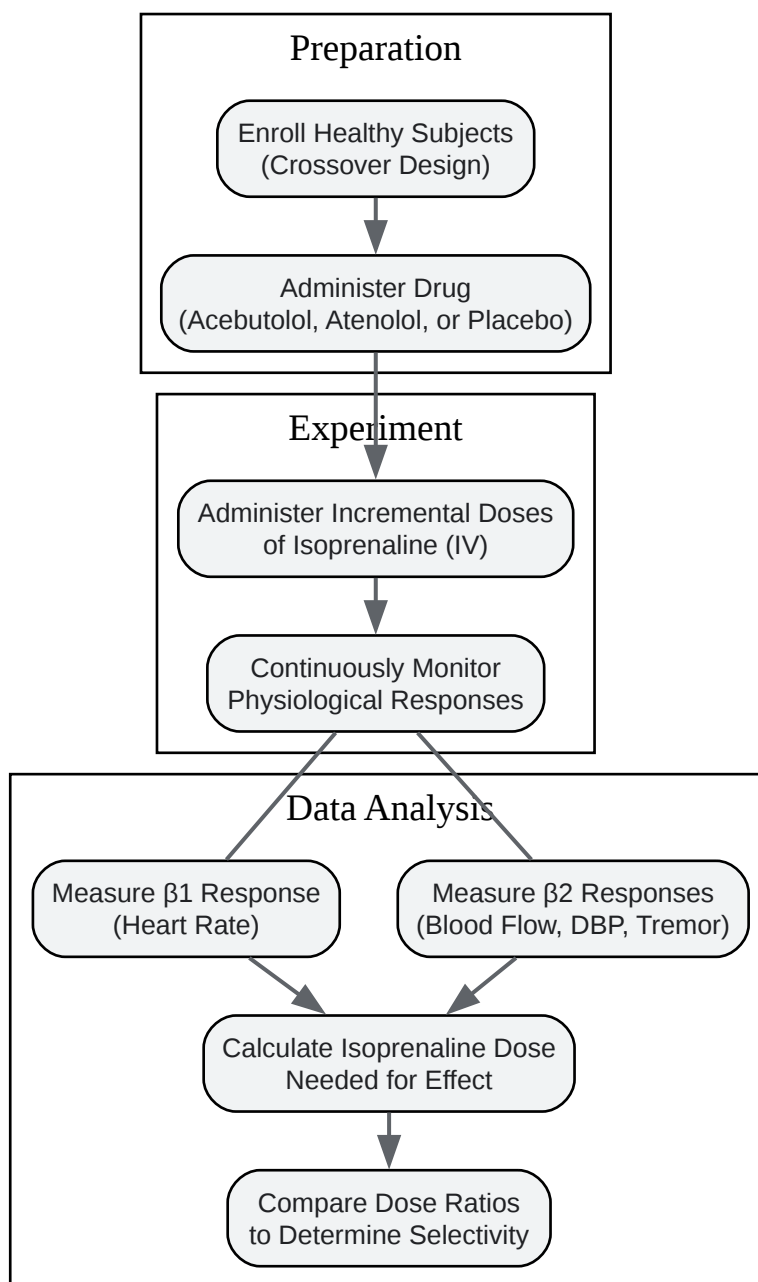 Preparation
Enroll Healthy Subjects
(Crossover Design)
Administer Drug
(Acebutolol, Atenolol, or Placebo)
Experiment
Administer Incremental Doses
of Isoprenaline (IV)
Continuously Monitor
Physiological Responses
Data Analysis
Measure β1 Response
(Heart Rate)
Measure β2 Responses
(Blood Flow, DBP, Tremor)
Calculate Isoprenaline Dose
Needed for Effect
Compare Dose Ratios
to Determine Selectivity